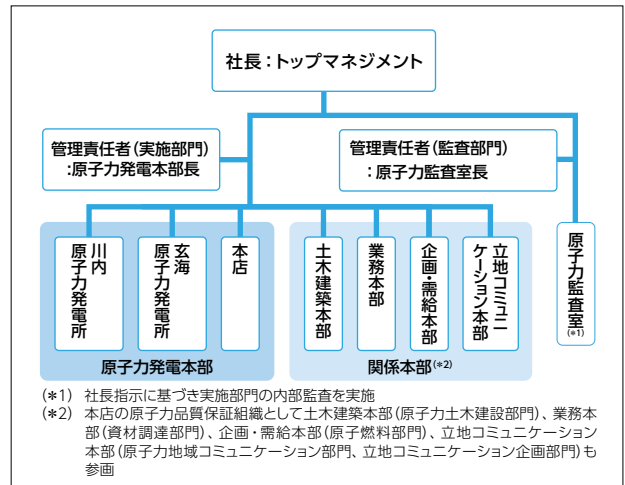 社長：トップマネジメント
管理責任者（実施部門）
：原子力発電本部長
管理責任者（監査部門）
：原子力監査室長
川内
原子力発電所
玄海
原子力発電所
本店
土木建築本部
業務本部
企画・需給本部
立地コミュニ
ケーション本部
原子力監査室
(*1)
原子力発電本部
関係本部(*2)
(*1) 社長指示に基づき実施部門の内部監査を実施
(*2) 本店の原子力品質保証組織として土木建築本部（原子力土木建設部門）、業務本
部（資材調達部門）、企画・需給本部（原子燃料部門）、立地コミュニケーション
本部（原子力地域コミュニケーション部門、立地コミュニケーション企画部門）も
参画